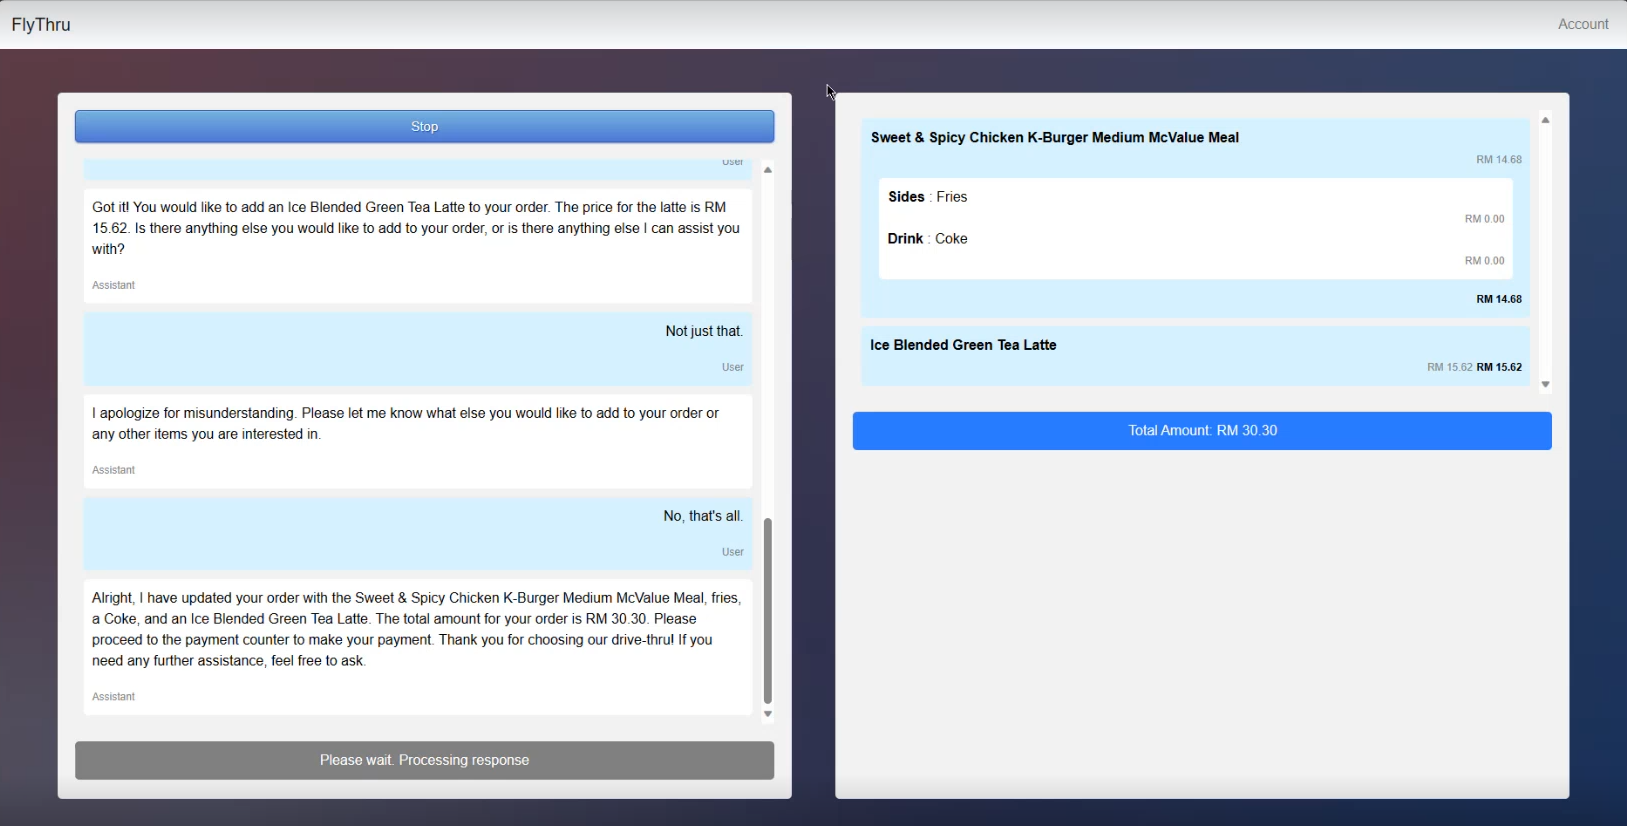 FlyThru
Account
Stop
User
Got it! You would like to add an Ice Blended Green Tea Latte to your order. The price for the latte is RM
15.62. Is there anything else you would like to add to your order, or is there anything else I can assist you
with?
Assistant
Not just that.
User
I apologize for misunderstanding. Please let me know what else you would like to add to your order or
any other items you are interested in.
Assistant
No, that's all.
User
Alright, I have updated your order with the Sweet & Spicy Chicken K-Burger Medium McValue Meal, fries,
a Coke, and an Ice Blended Green Tea Latte. The total amount for your order is RM 30.30. Please
proceed to the payment counter to make your payment. Thank you for choosing our drive-thru! If you
need any further assistance, feel free to ask.
Assistant
Please wait. Processing response
Sweet & Spicy Chicken K-Burger Medium McValue Meal
RM 14.68
Sides : Fries
RM 0.00
Drink : Coke
RM 0.00
RM 14.68
Ice Blended Green Tea Latte
RM 15.62 RM 15.62
Total Amount: RM 30.30